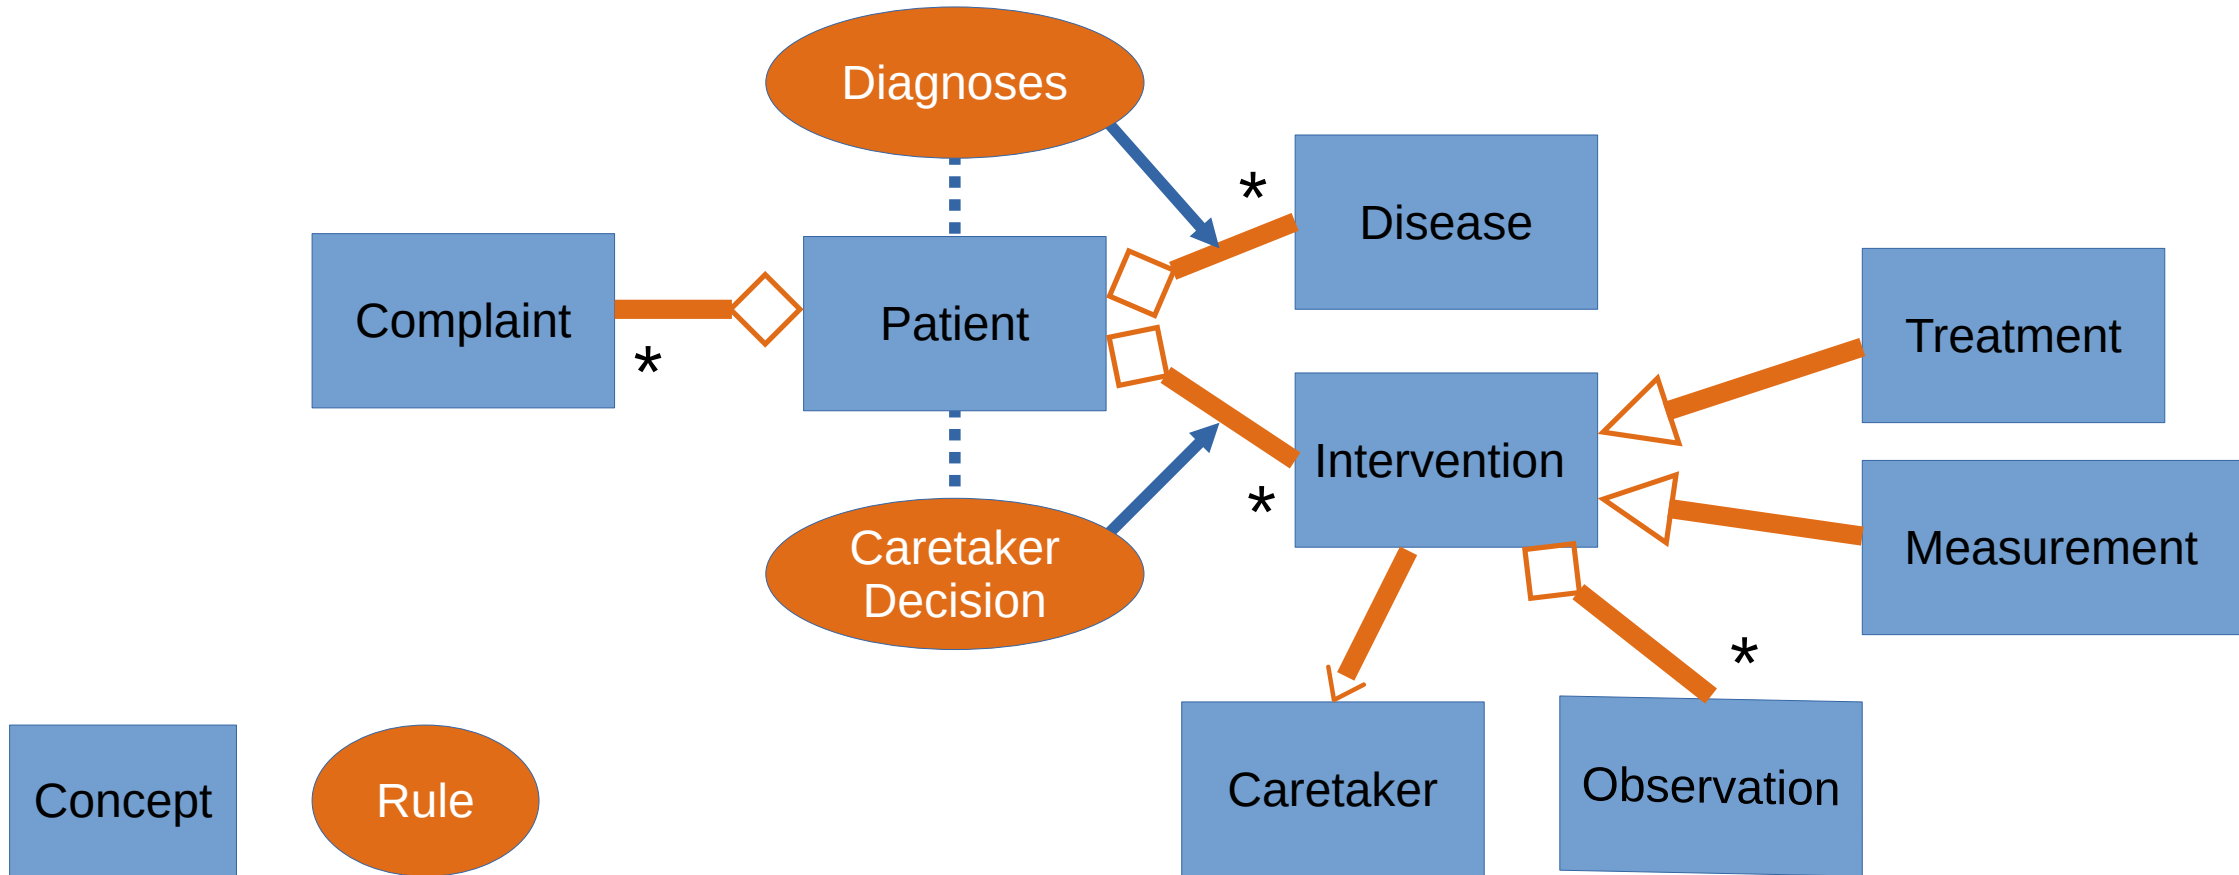 Diagnoses
*
Disease
Complaint
*
Patient
Treatment
Intervention
*
Measurement
Caretaker
Decision
*
Caretaker
Observation
Concept
Rule